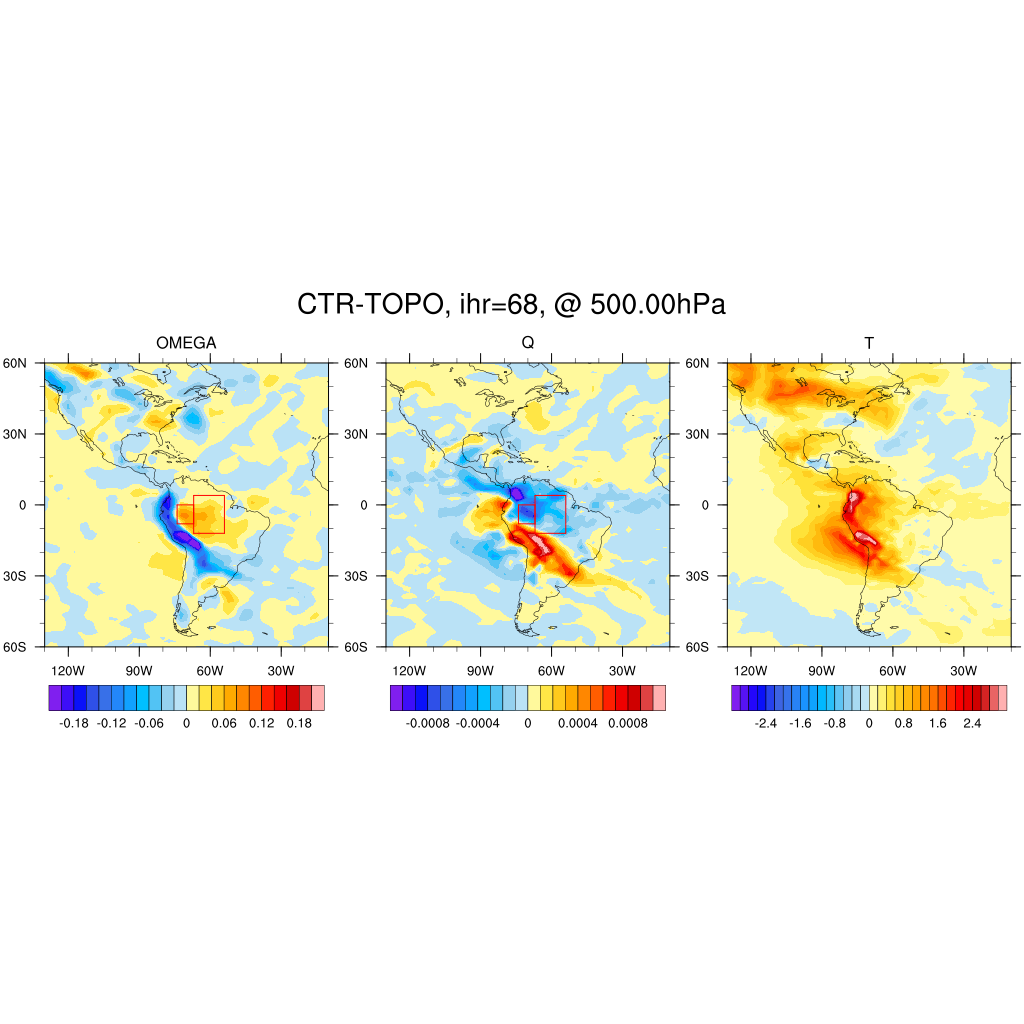 CTR-TOPO, ihr=68, @ 500.00hPa
OMEGA
60N
30N
0
30S
60S
120W 90W 60W 30W
-0.18 -0.12 -0.06 0 0.06 0.12 0.18
Q
60N
30N
0
30S
60S
120W 90W 60W 30W
-0.0008 -0.0004 0 0.0004 0.0008
T
60N
30N
0
30S
60S
120W 90W 60W 30W
-2.4 -1.6 -0.8 0 0.8 1.6 2.4